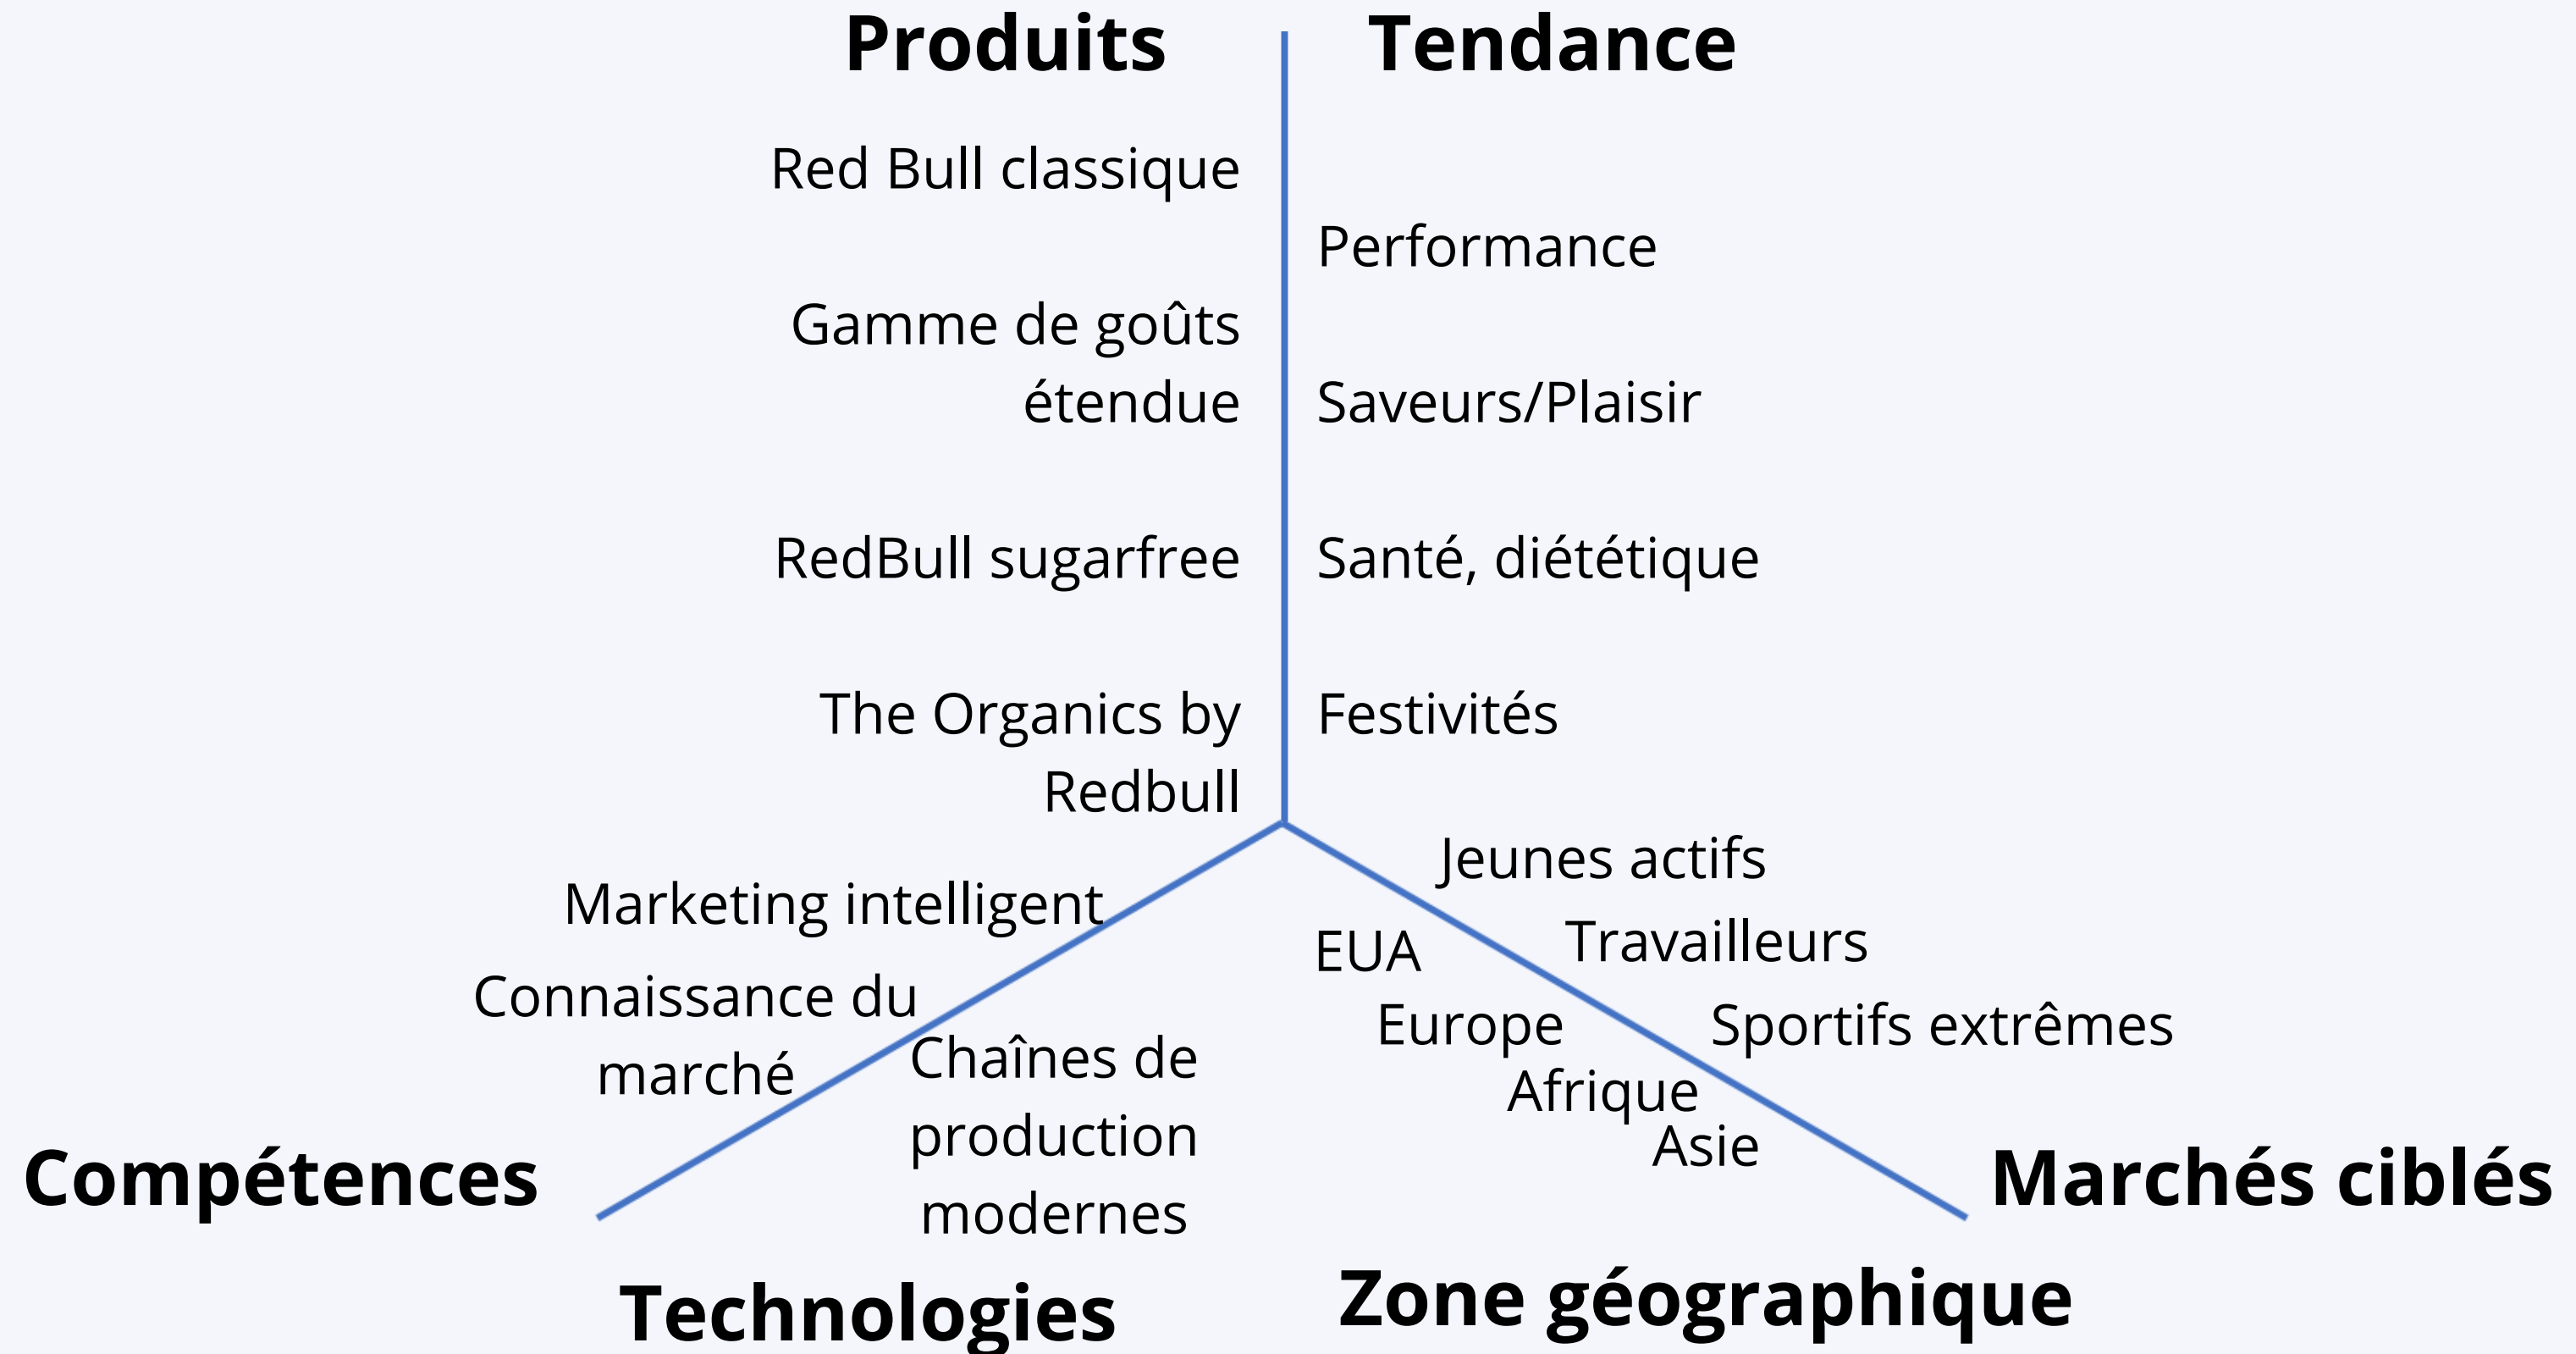 Produits
Tendance
Red Bull classique
Performance
Gamme de goûts
étendue
Saveurs/Plaisir
RedBull sugarfree
Santé, diététique
The Organics by
Redbull
Festivités
Marketing intelligent
Connaissance du
marché
Compétences
Chaînes de
production
modernes
Technologies
Jeunes actifs
Travailleurs
Sportifs extrêmes
Marchés ciblés
EUA
Europe
Afrique
Asie
Zone géographique